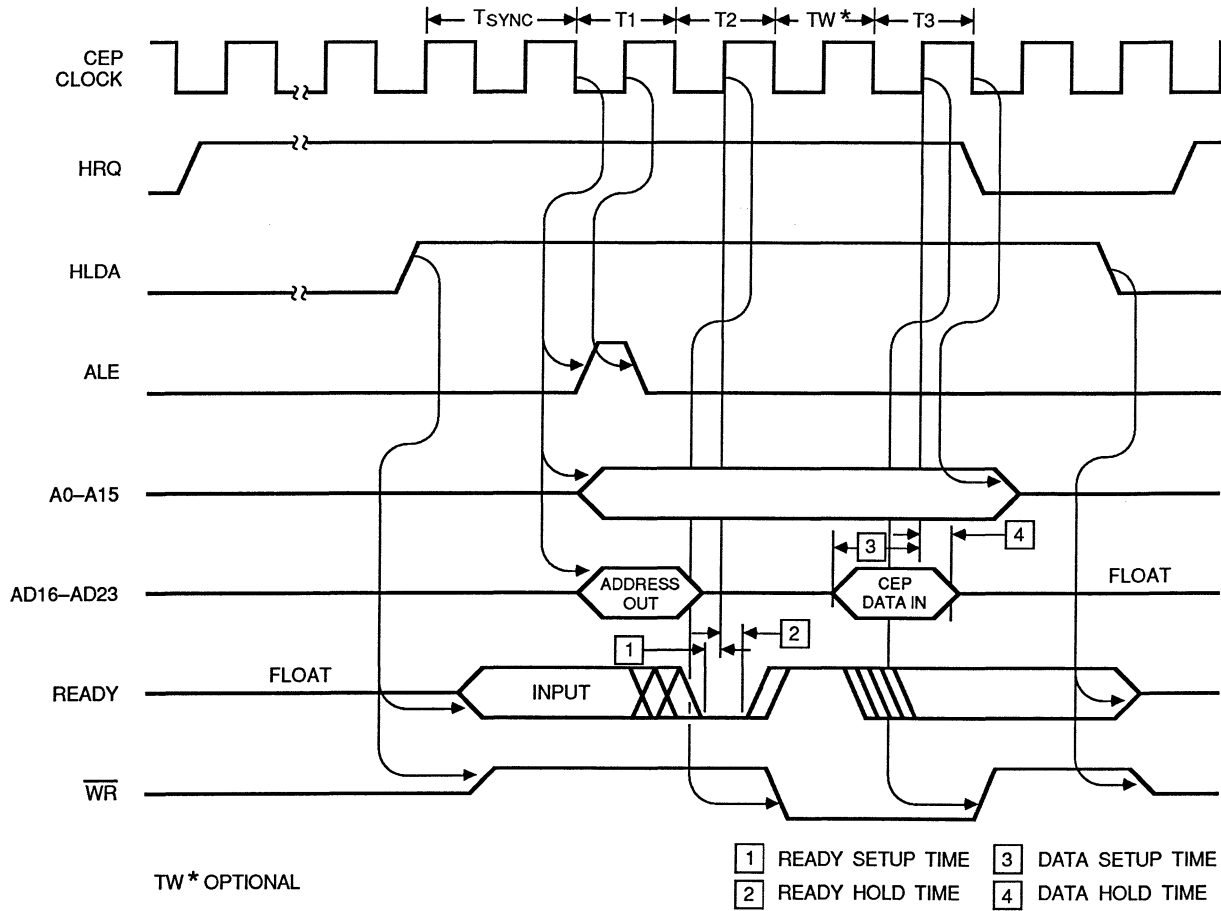 TSYNC T1 T2 TW* T3
CEP
CLOCK
HRQ
HLDA
ALE
A0–A15
3
4
AD16–AD23
ADDRESS
OUT
CEP
DATA IN
FLOAT
1
2
READY
FLOAT
INPUT
WR
1 READY SETUP TIME
3 DATA SETUP TIME
TW * OPTIONAL
2 READY HOLD TIME
4 DATA HOLD TIME